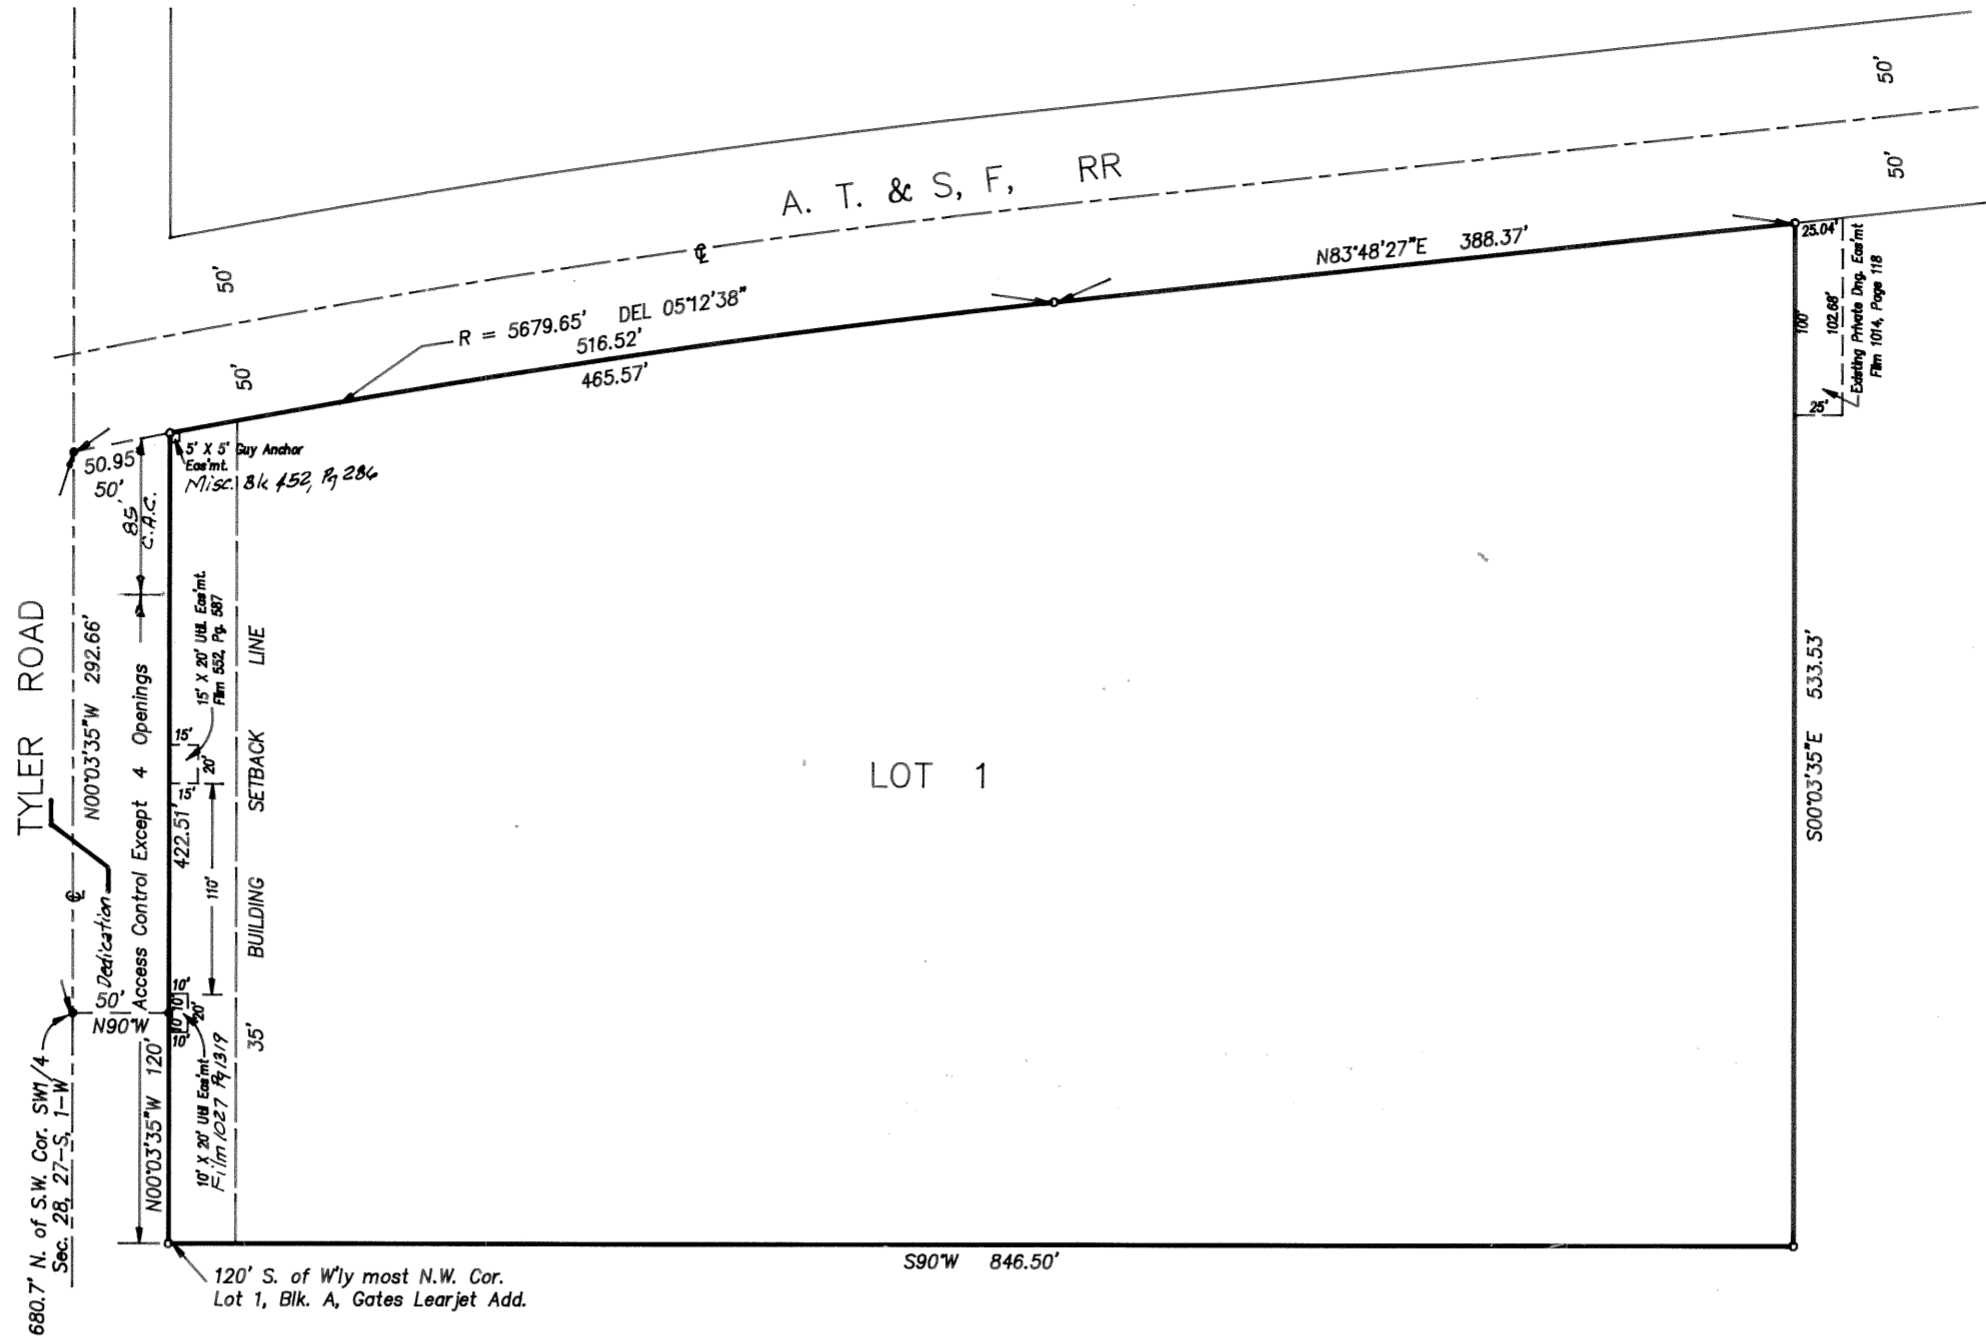 50'
50'
A. T. & S, F, RR
℄
50'
50'
N83°48'27"E 388.37'
R = 5679.65' DEL 05°12'38"
516.52'
465.57'
25.04'
100'
102.68'
25'
Existing Private Dng. Eas'mt
Film 1014, Page 118
50.95'
50'
5' X 5' Guy Anchor
Eas'mt.
Misc. Bk 452, Pg 286
85'
C.A.C.
TYLER ROAD
N00°03'35"W 292.66'
Access Control Except 4 Openings
15' X 20' Util. Eas'mt.
Film 552, Pg. 587
15'
20'
15'
422.51'
110'
35' BUILDING SETBACK LINE
LOT 1
S00°03'35"E 533.53'
℄
Dedication
50'
N90°W
10'
10'
20'
10'
10'
N00°03'35"W 120'
10' X 20' Util Eas'mt
Film 1027 Pg 1319
680.7' N. of S.W. Cor. SW1/4
Sec. 28, 27-S, 1-W
S90°W 846.50'
120' S. of W'ly most N.W. Cor.
Lot 1, Blk. A, Gates Learjet Add.